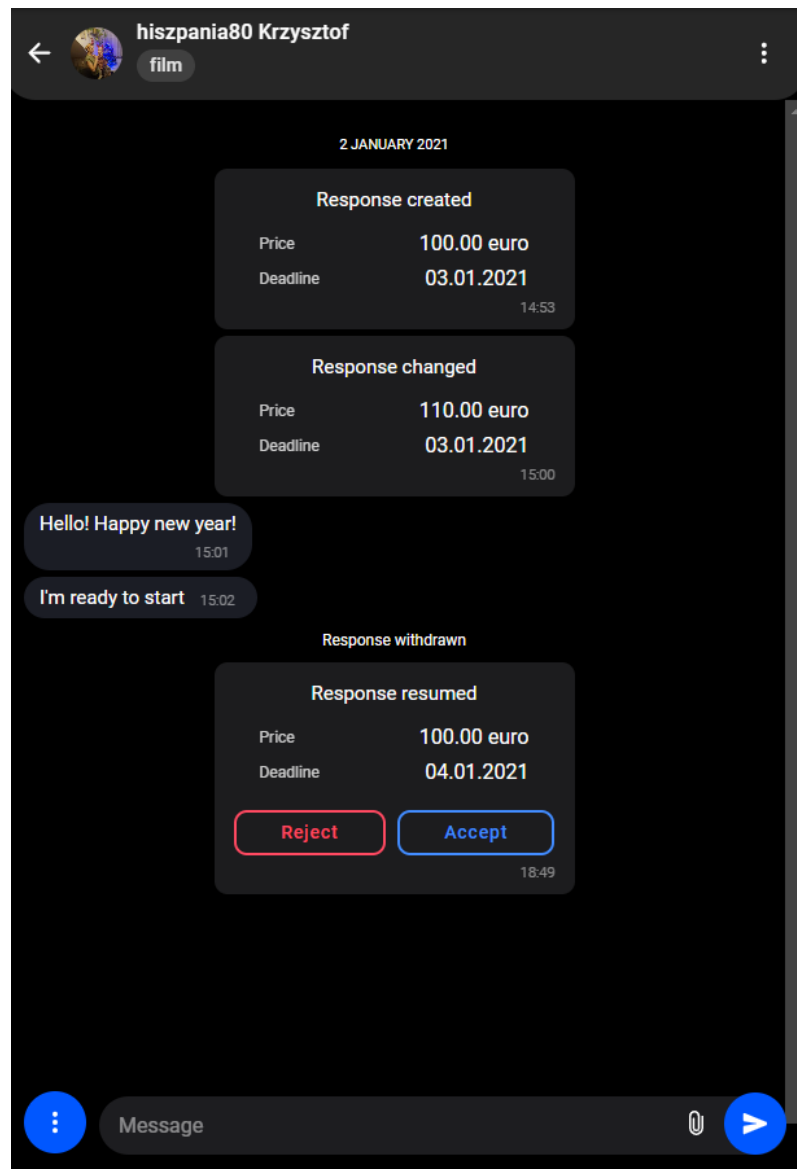 hiszpania80 Krzysztof
film
2 JANUARY 2021
Response created
Price 100.00 euro
Deadline 03.01.2021
14:53
Response changed
Price 110.00 euro
Deadline 03.01.2021
15:00
Hello! Happy new year!
15:01
I'm ready to start 15:02
Response withdrawn
Response resumed
Price 100.00 euro
Deadline 04.01.2021
Reject Accept
18:49
Message